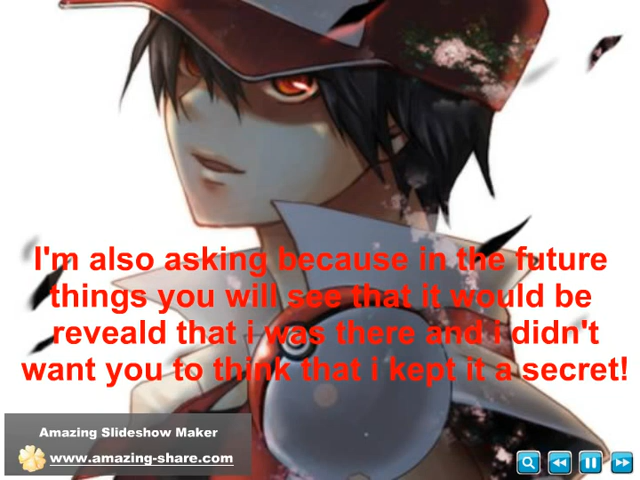 I'm also asking because in the future
things you will see that it would be
reveald that i was there and i didn't
want you to think that i kept it a secret!
Amazing Slideshow Maker
www.amazing-share.com